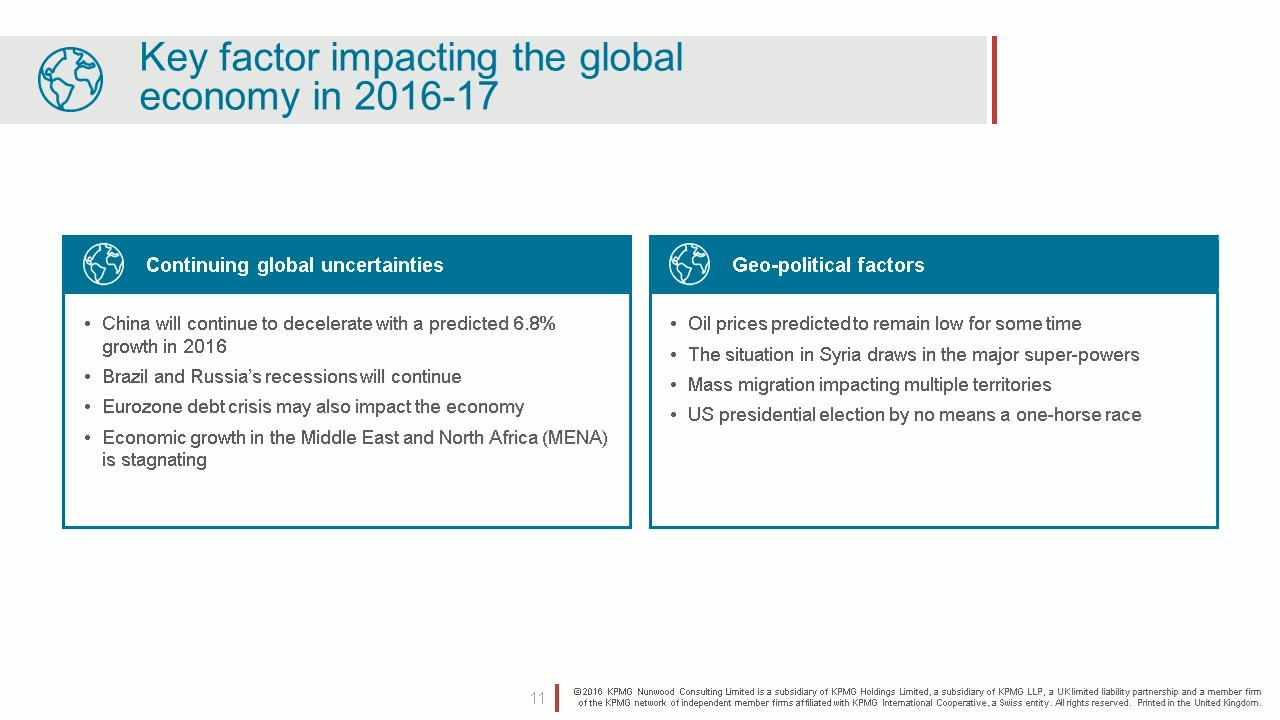 Key factor impacting the global
economy in 2016-17
Continuing global uncertainties
• China will continue to decelerate with a predicted 6.8%
growth in 2016
• Brazil and Russia's recessions will continue
• Eurozone debt crisis may also impact the economy
• Economic growth in the Middle East and North Africa (MENA)
is stagnating
Geo-political factors
• Oil prices predicted to remain low for some time
• The situation in Syria draws in the major super-powers
• Mass migration impacting multiple territories
• US presidential election by no means a one-horse race
11
©2016 KPMG Nunwood Consulting Limited is a subsidiary of KPMG Holdings Limited, a subsidiary of KPMG LLP, a UK limited liability partnership and a member firm
of the KPMG network of independent member firms affiliated with KPMG International Cooperative, a Swiss entity. All rights reserved. Printed in the United Kingdom.